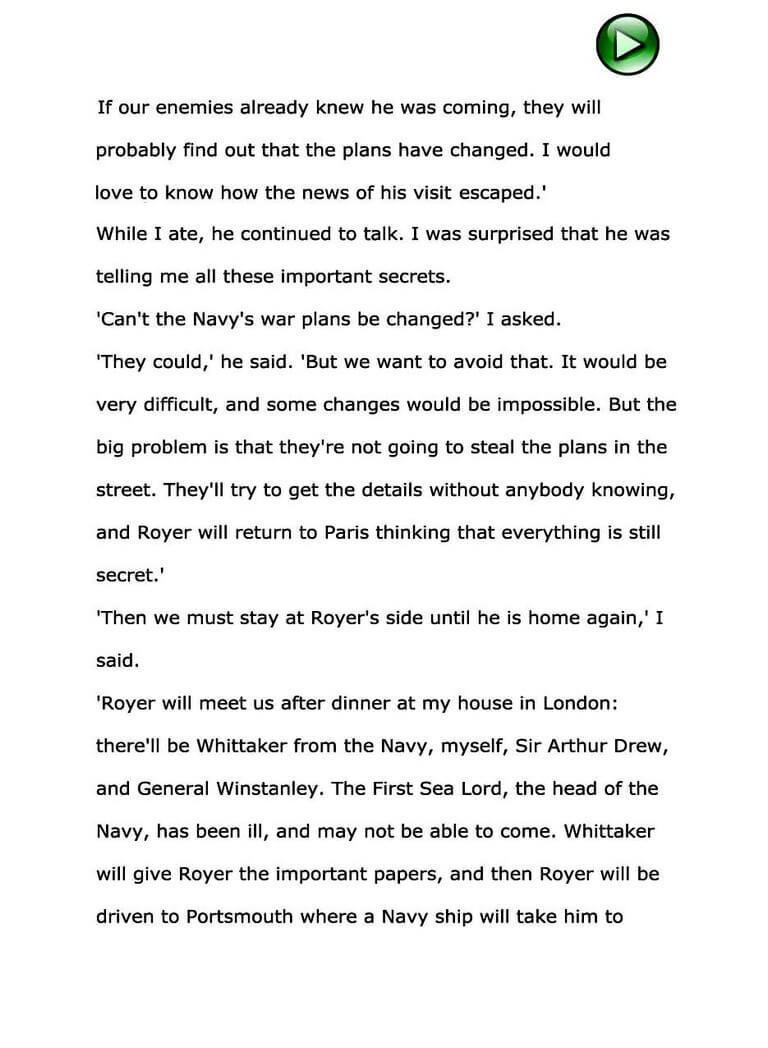 If our enemies already knew he was coming, they will
probably find out that the plans have changed. I would
love to know how the news of his visit escaped.'
While I ate, he continued to talk. I was surprised that he was
telling me all these important secrets.
'Can't the Navy's war plans be changed?' I asked.
'They could,' he said. 'But we want to avoid that. It would be
very difficult, and some changes would be impossible. But the
big problem is that they're not going to steal the plans in the
street. They'll try to get the details without anybody knowing,
and Royer will return to Paris thinking that everything is still
secret.'
'Then we must stay at Royer's side until he is home again,' I
said.
'Royer will meet us after dinner at my house in London:
there'll be Whittaker from the Navy, myself, Sir Arthur Drew,
and General Winstanley. The First Sea Lord, the head of the
Navy, has been ill, and may not be able to come. Whittaker
will give Royer the important papers, and then Royer will be
driven to Portsmouth where a Navy ship will take him to